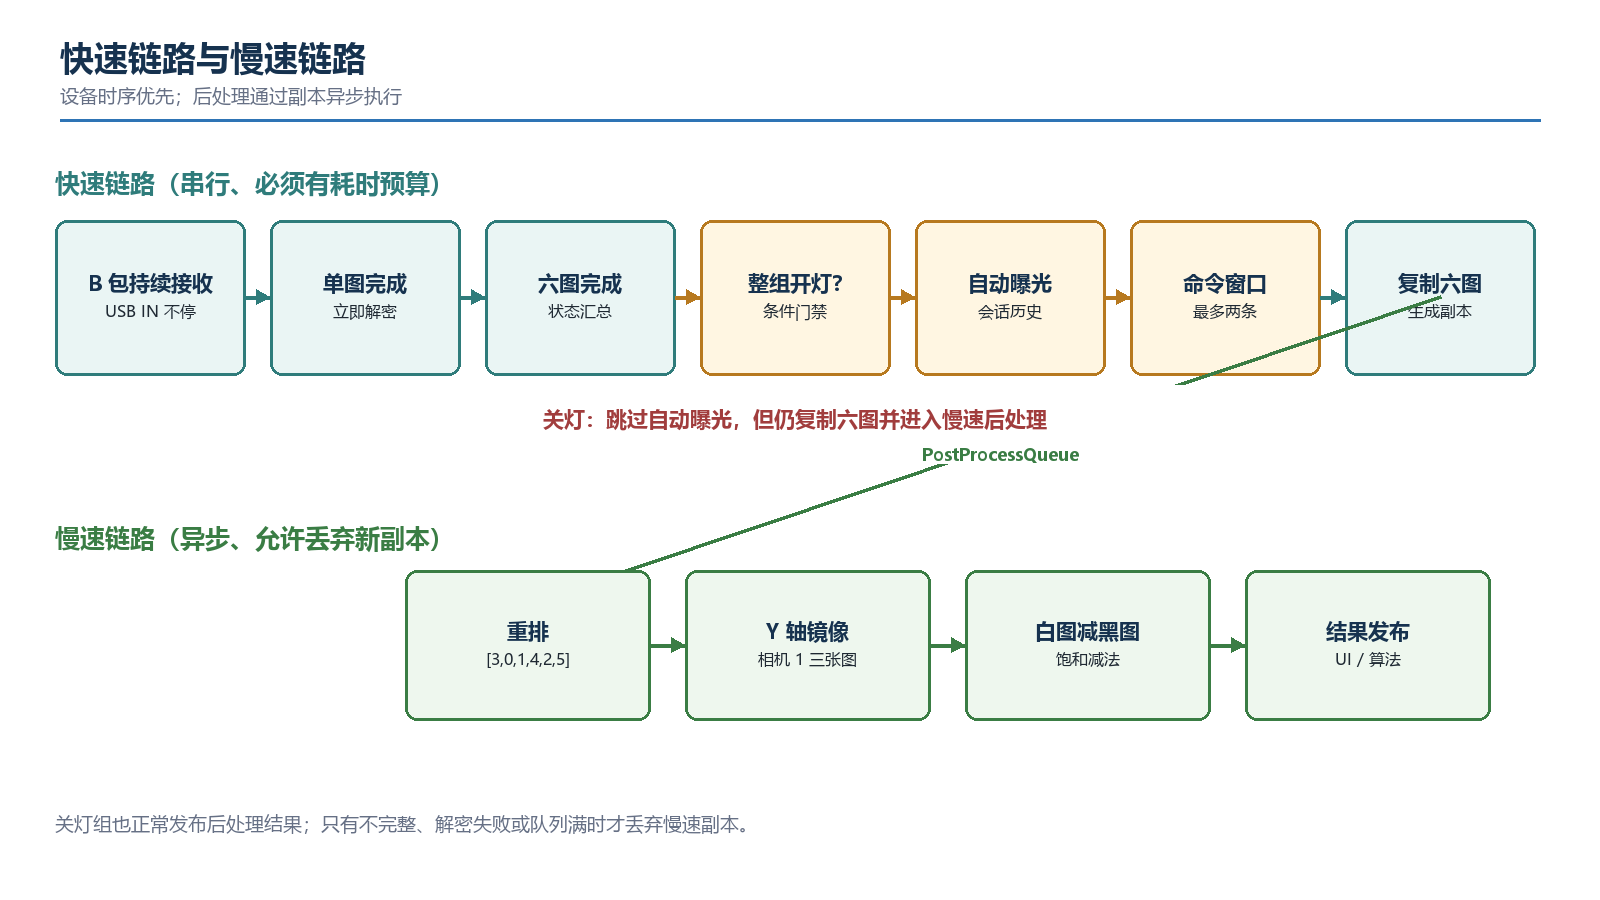 快速链路与慢速链路
设备时序优先；后处理通过副本异步执行
快速链路（串行、必须有耗时预算）
B 包持续接收
USB IN 不停
单图完成
立即解密
六图完成
状态汇总
整组开灯?
条件门禁
自动曝光
会话历史
命令窗口
最多两条
复制六图
生成副本
关灯：跳过自动曝光，但仍复制六图并进入慢速后处理
PostProcessQueue
慢速链路（异步、允许丢弃新副本）
重排
[3,0,1,4,2,5]
Y 轴镜像
相机 1 三张图
白图减黑图
饱和减法
结果发布
UI / 算法
关灯组也正常发布后处理结果；只有不完整、解密失败或队列满时才丢弃慢速副本。